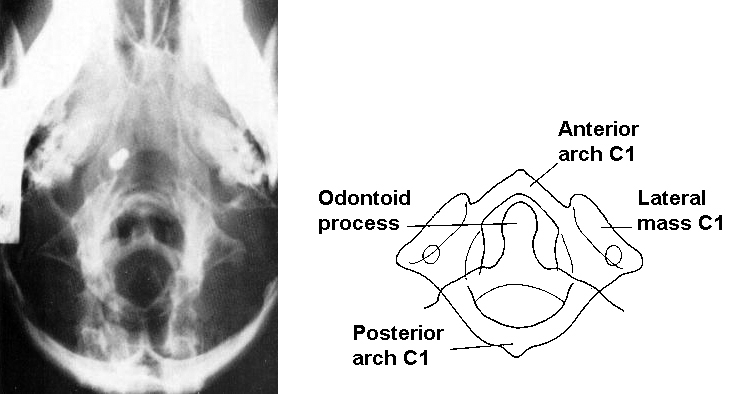 Anterior
arch C1
Odontoid
process
Lateral
mass C1
Posterior
arch C1